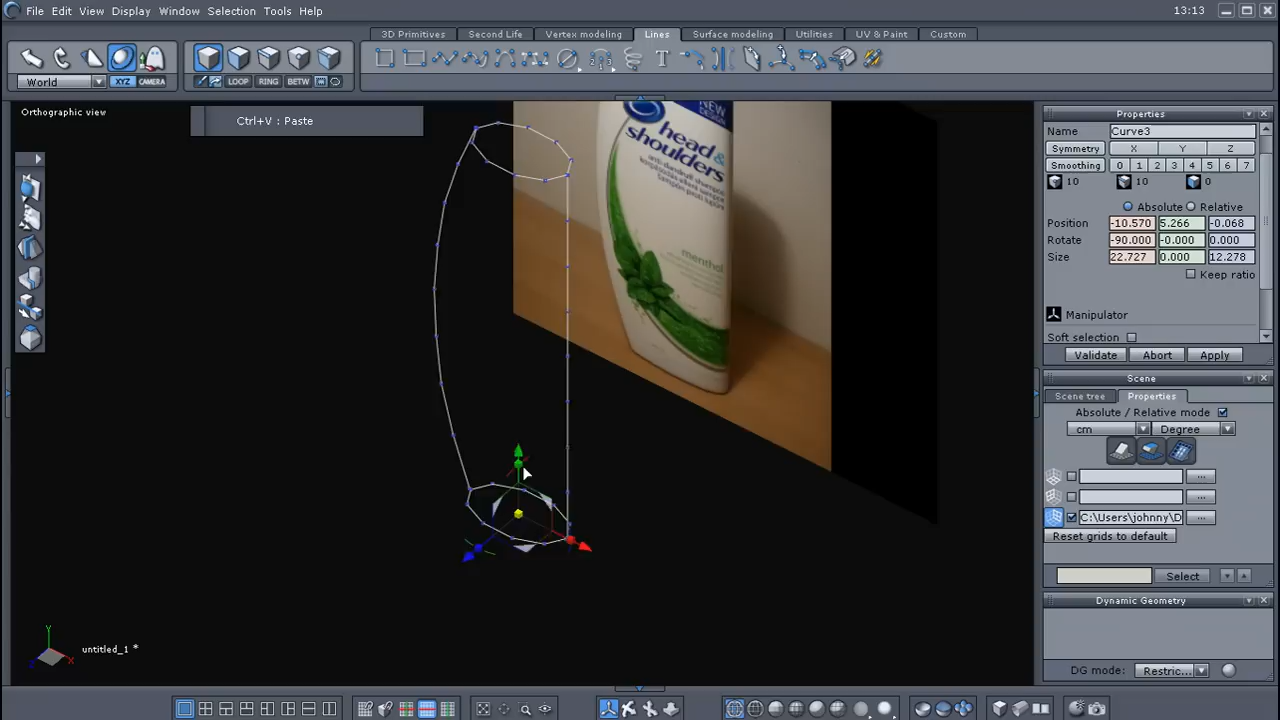 File Edit View Display Window Selection Tools Help
13:13
3D Primitives Second Life Vertex modeling Lines Surface modeling Utilities UV & Paint Custom
World XYZ CAMERA LOOP RING BETW
Orthographic view
Ctrl+V : Paste
NEW
DESIGN
head &
shoulders
anti-dandruff shampoo
menthol
untitled_1 *
Properties
Name Curve3
Symmetry X Y Z
Smoothing 0 1 2 3 4 5 6 7
10 10 0
Absolute Relative
Position -10.570 5.266 -0.068
Rotate -90.000 -0.000 0.000
Size 22.727 0.000 12.278
Keep ratio
Manipulator
Soft selection
Validate Abort Apply
Scene
Scene tree Properties
Absolute / Relative mode
cm Degree
...
...
C:\Users\johnny\D ...
Reset grids to default
Select
Dynamic Geometry
DG mode: Restric...
Y
X